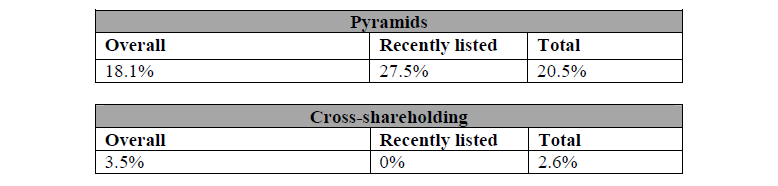 Pyramids
Overall Recently listed Total
18.1% 27.5% 20.5%
Cross-shareholding
Overall Recently listed Total
3.5% 0% 2.6%